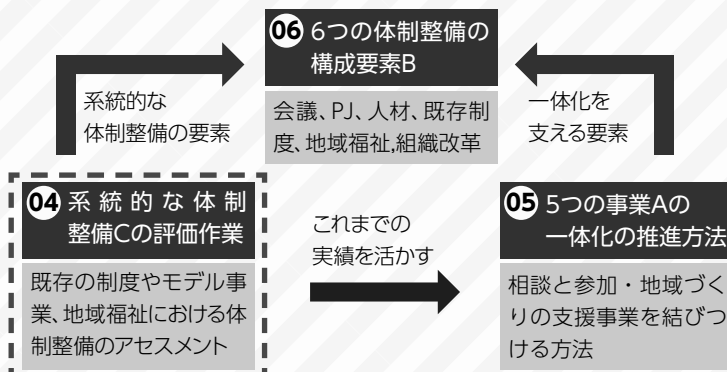 06 6つの体制整備の
構成要素B
会議、PJ、人材、既存制
度、地域福祉,組織改革
系統的な
体制整備の要素
一体化を
支える要素
04 系統的な体制
整備Cの評価作業
既存の制度やモデル事
業、地域福祉における体
制整備のアセスメント
これまでの
実績を活かす
05 5つの事業Aの
一体化の推進方法
相談と参加・地域づく
りの支援事業を結びつ
ける方法